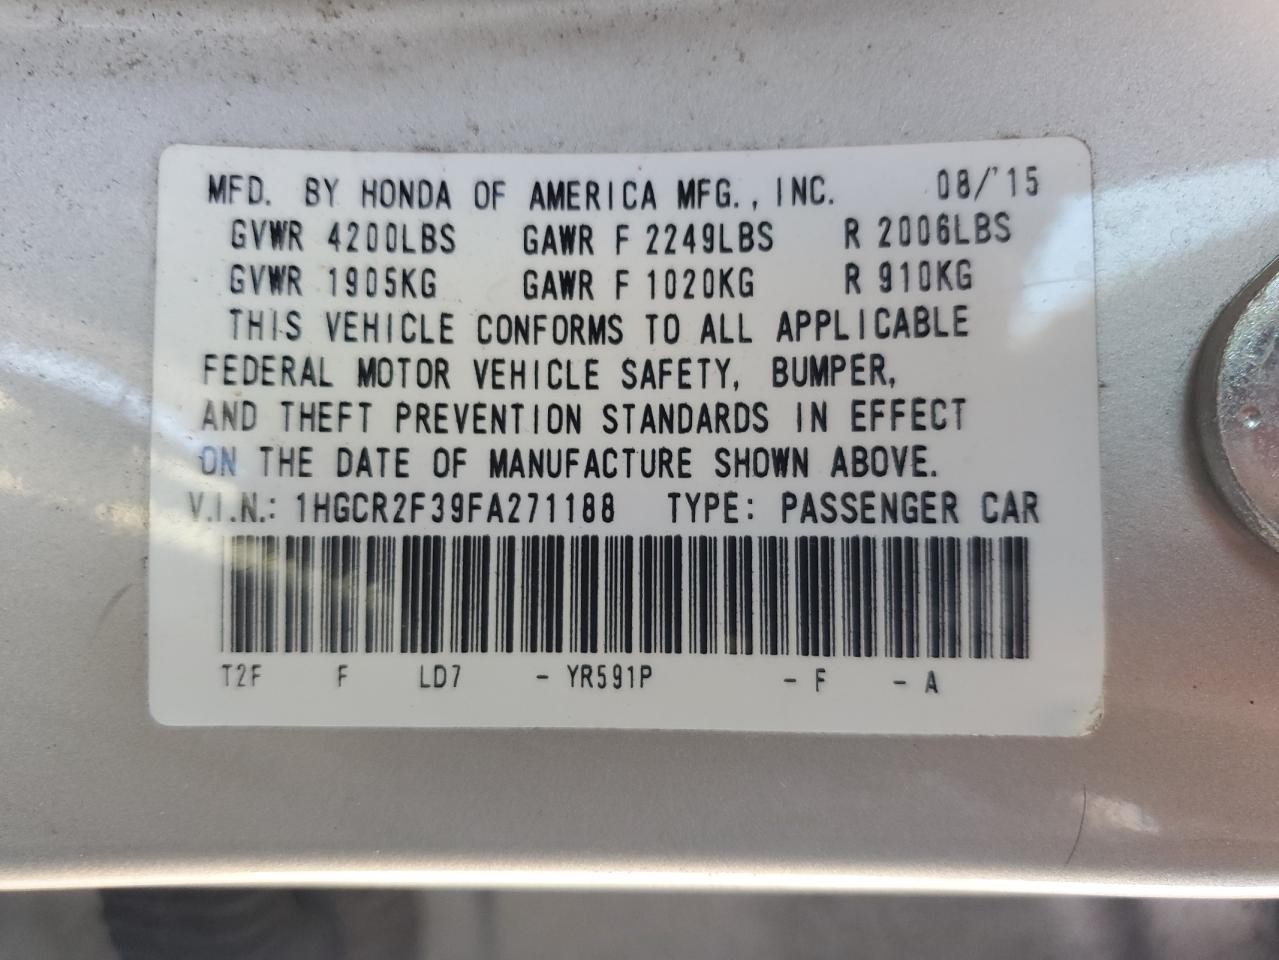 MFD. BY HONDA OF AMERICA MFG., INC. 08/'15
GVWR 4200LBS GAWR F 2249LBS R 2006LBS
GVWR 1905KG GAWR F 1020KG R 910KG
THIS VEHICLE CONFORMS TO ALL APPLICABLE
FEDERAL MOTOR VEHICLE SAFETY, BUMPER,
AND THEFT PREVENTION STANDARDS IN EFFECT
ON THE DATE OF MANUFACTURE SHOWN ABOVE.
V.I.N.: 1HGCR2F39FA271188 TYPE: PASSENGER CAR
T2F F LD7 - YR591P - F - A